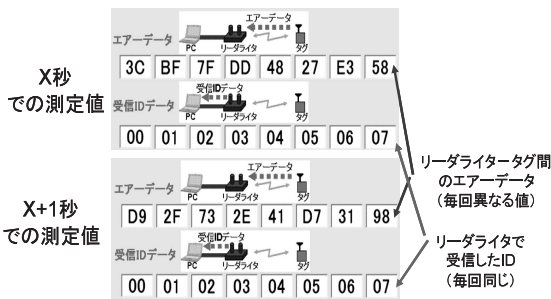 エアーデータ
エアーデータ
PC リーダライタ タグ
3C BF 7F DD 48 27 E3 58
X秒
での測定値
受信IDデータ
受信IDデータ
PC リーダライタ タグ
00 01 02 03 04 05 06 07
エアーデータ
エアーデータ
PC リーダライタ タグ
D9 2F 73 2E 41 D7 31 98
X+1秒
での測定値
受信IDデータ
受信IDデータ
PC リーダライタ タグ
00 01 02 03 04 05 06 07
リーダライタータグ間
のエアーデータ
(毎回異なる値)
リーダライタで
受信したID
(毎回同じ)